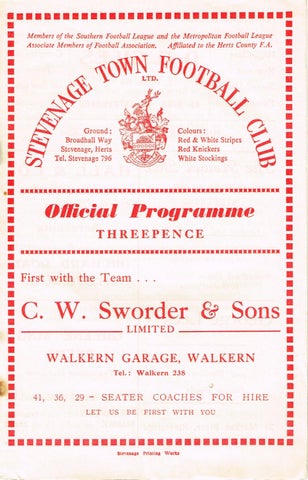 Members of the Southern Football League and the Metropolitan Football League
Associate Members of Football Association. Affiliated to the Herts County F.A.
STEVENAGE TOWN FOOTBALL CLUB
LTD.
Ground :
Broadhall Way
Stevenage, Herts
Tel. Stevenage 796
Colours :
Red & White Stripes
Red Knickers
White Stockings
Official Programme
THREEPENCE
First with the Team . . .
C. W. Sworder & Sons
LIMITED
WALKERN GARAGE, WALKERN
Tel.: Walkern 238
41, 36, 29 - SEATER COACHES FOR HIRE
LET US BE FIRST WITH YOU
Stevenage Printing Works